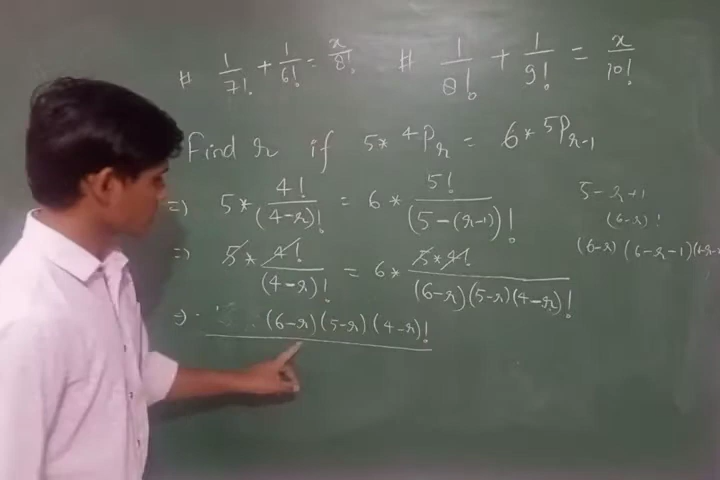 # 1/7! + 1/6! = x/8! # 1/8! + 1/9! = x/10!
Find r if 5* ⁴Pᵣ = 6* ⁵Pᵣ₋₁
⇒ 5* 4!/(4-r)! = 6* 5!/(5-(r-1))!
⇒ 5*4!/(4-r)! = 6* 5*4!/(6-r)(5-r)(4-r)!
⇒ (6-r)(5-r)(4-r)!
5-r+1
(6-r)!
(6-r)(6-r-1)